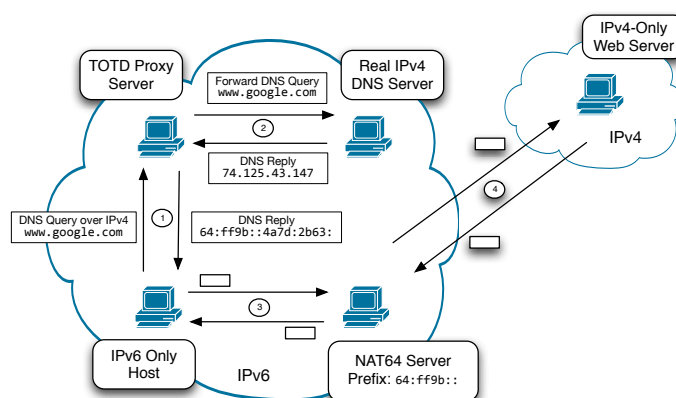 IPv4-Only
Web Server
TOTD Proxy
Server
Real IPv4
DNS Server
Forward DNS Query
www.google.com
2
DNS Reply
74.125.43.147
IPv4
4
DNS Query over IPv4
www.google.com
1
DNS Reply
64:ff9b::4a7d:2b63:
3
IPv6 Only
Host
IPv6
NAT64 Server
Prefix: 64:ff9b::